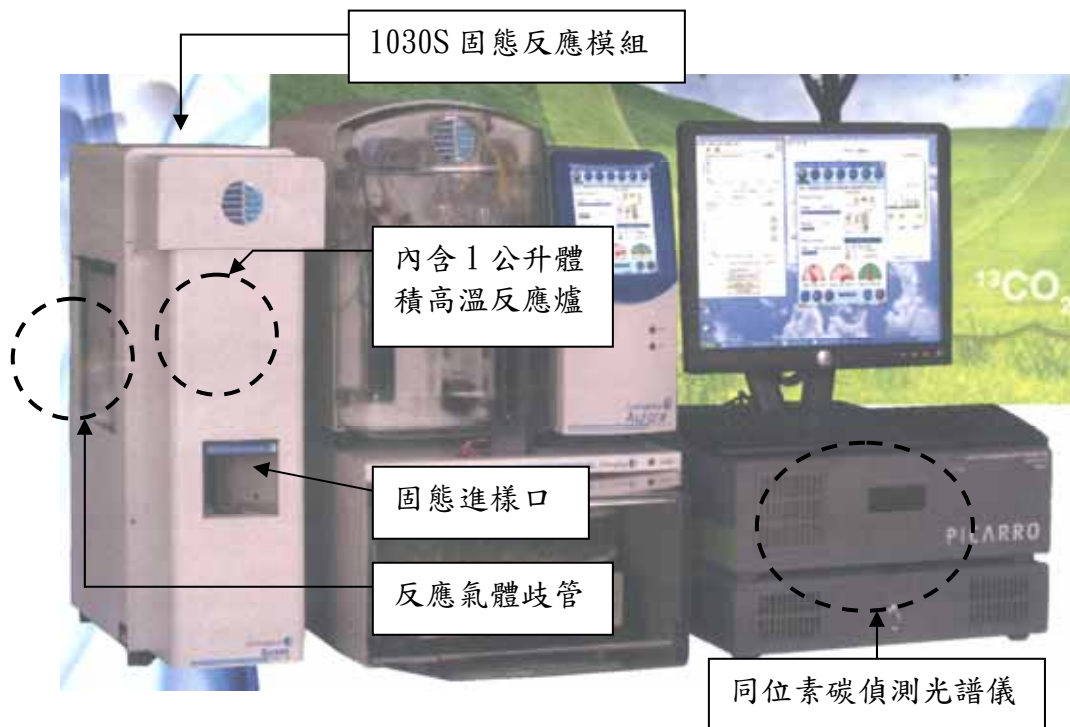 1030S 固態反應模組
內含 1 公升體
積高溫反應爐
¹³CO₂
固態進樣口
PICARRO
反應氣體歧管
同位素碳偵測光譜儀